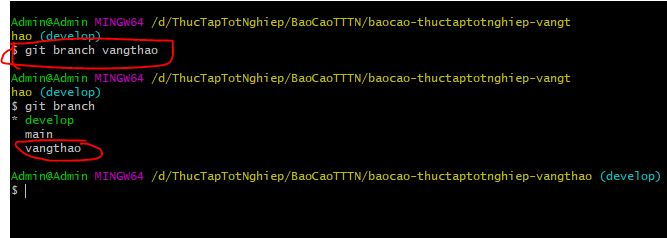 Admin@Admin MINGW64 /d/ThucTapTotNghiep/BaoCaoTTTN/baocao-thuctaptotnghiep-vangt
hao (develop)
$ git branch vangthao
Admin@Admin MINGW64 /d/ThucTapTotNghiep/BaoCaoTTTN/baocao-thuctaptotnghiep-vangt
hao (develop)
$ git branch
* develop
main
vangthao
Admin@Admin MINGW64 /d/ThucTapTotNghiep/BaoCaoTTTN/baocao-thuctaptotnghiep-vangthao (develop)
$